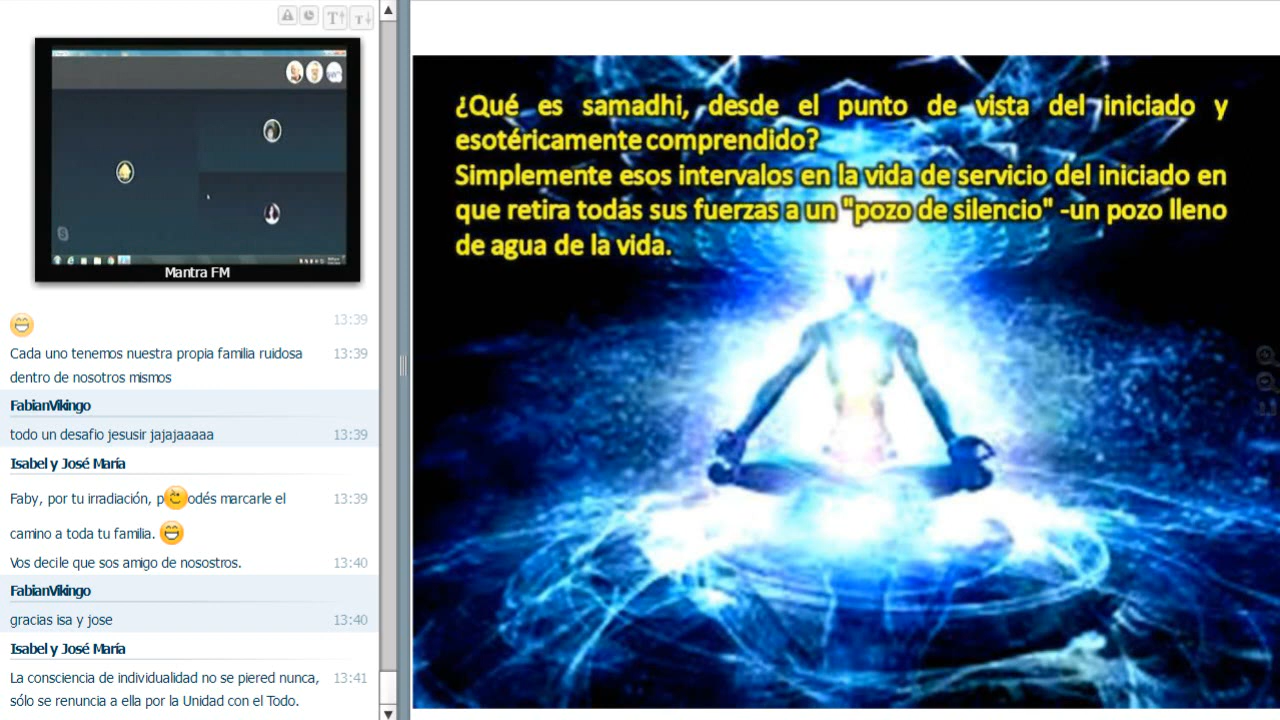 Mantra FM
13:39
Cada uno tenemos nuestra propia familia ruidosa 13:39
dentro de nosotros mismos
FabianVikingo
todo un desafio jesusir jajajaaaaa 13:39
Isabel y José María
Faby, por tu irradiación, podés marcarle el 13:39
camino a toda tu familia.
Vos decile que sos amigo de nosostros. 13:40
FabianVikingo
gracias isa y jose 13:40
Isabel y José María
La consciencia de individualidad no se piered nunca, 13:41
sólo se renuncia a ella por la Unidad con el Todo.
¿Qué es samadhi, desde el punto de vista del iniciado y
esotéricamente comprendido?
Simplemente esos intervalos en la vida de servicio del iniciado en
que retira todas sus fuerzas a un "pozo de silencio" -un pozo lleno
de agua de la vida.